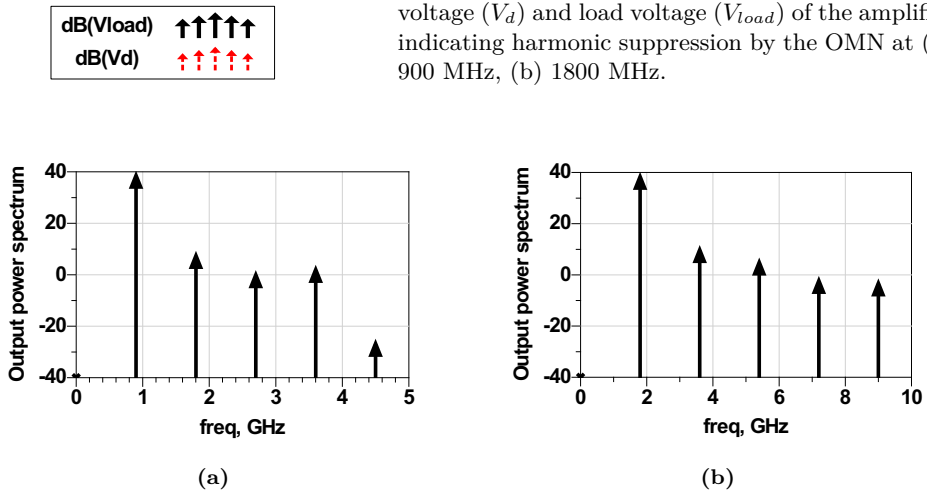 dB(Vload)
dB(Vd)
voltage (Vd) and load voltage (Vload) of the amplif
indicating harmonic suppression by the OMN at (
900 MHz, (b) 1800 MHz.
Output power spectrum
40
20
0
-20
-40
0 1 2 3 4 5
freq, GHz
(a)
Output power spectrum
40
20
0
-20
-40
0 2 4 6 8 10
freq, GHz
(b)